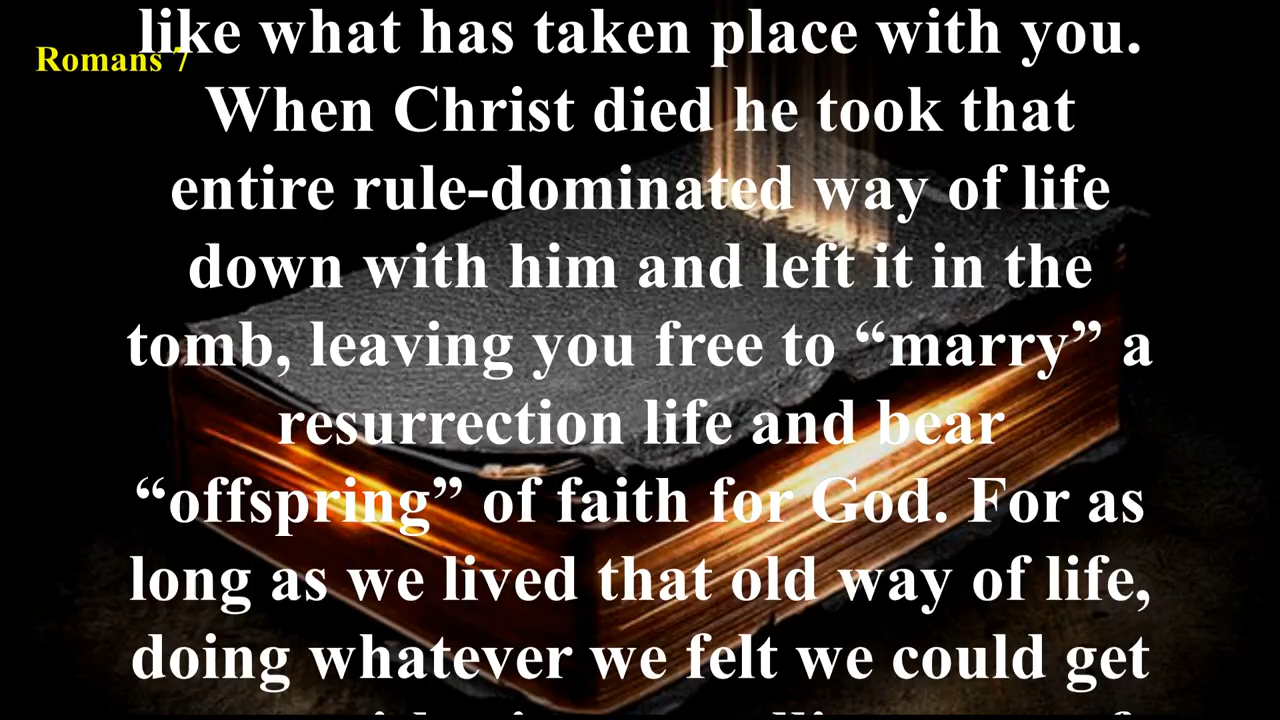 like what has taken place with you.
Romans 7
When Christ died he took that
entire rule-dominated way of life
down with him and left it in the
tomb, leaving you free to “marry” a
resurrection life and bear
“offspring” of faith for God. For as
long as we lived that old way of life,
doing whatever we felt we could get